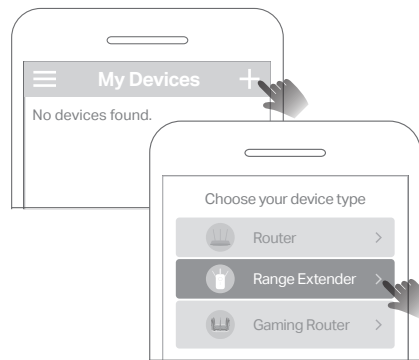 My Devices
No devices found.
Choose your device type
Router
Range Extender
Gaming Router